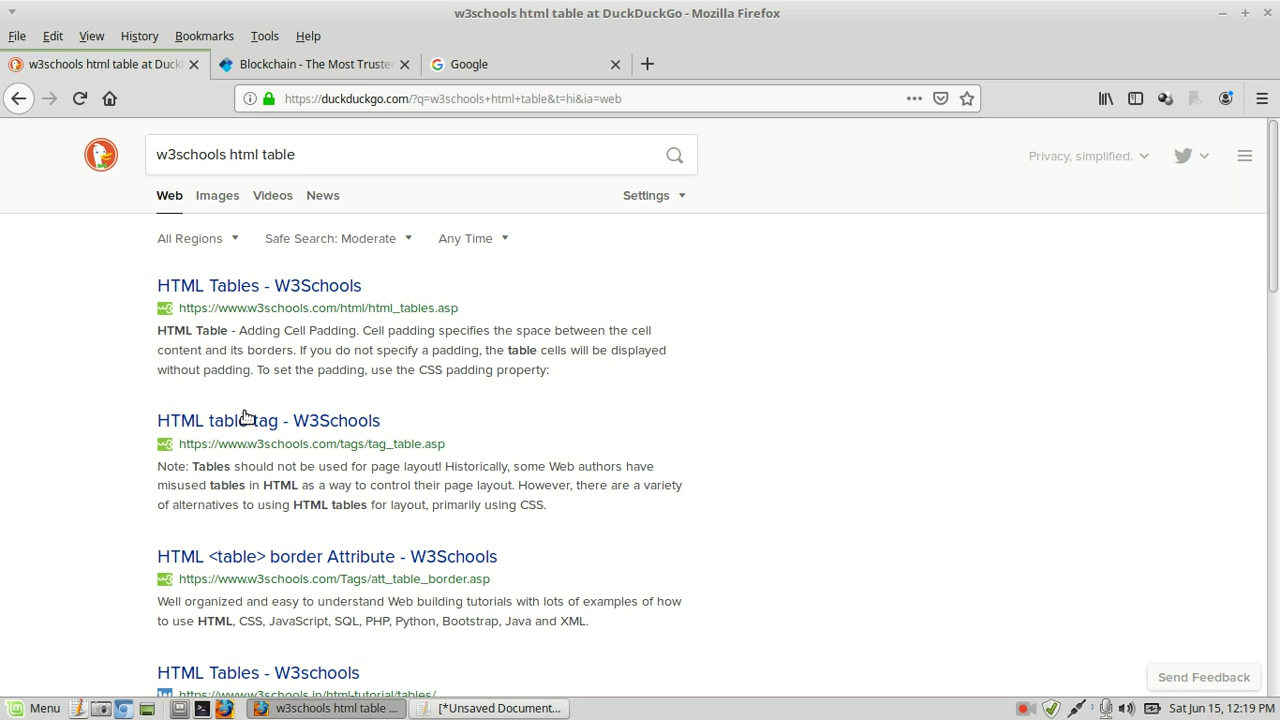 w3schools html table at DuckDuckGo - Mozilla Firefox
File Edit View History Bookmarks Tools Help
w3schools html table at Duck
Blockchain - The Most Truste
Google
https://duckduckgo.com/?q=w3schools+html+table&t=hi&ia=web
w3schools html table
Privacy, simplified.
Web Images Videos News Settings
All Regions Safe Search: Moderate Any Time
HTML Tables - W3Schools
https://www.w3schools.com/html/html_tables.asp
HTML Table - Adding Cell Padding. Cell padding specifies the space between the cell
content and its borders. If you do not specify a padding, the table cells will be displayed
without padding. To set the padding, use the CSS padding property:
HTML table tag - W3Schools
https://www.w3schools.com/tags/tag_table.asp
Note: Tables should not be used for page layout! Historically, some Web authors have
misused tables in HTML as a way to control their page layout. However, there are a variety
of alternatives to using HTML tables for layout, primarily using CSS.
HTML <table> border Attribute - W3Schools
https://www.w3schools.com/Tags/att_table_border.asp
Well organized and easy to understand Web building tutorials with lots of examples of how
to use HTML, CSS, JavaScript, SQL, PHP, Python, Bootstrap, Java and XML.
HTML Tables - W3schools
https://www.w3schools.in/html-tutorial/tables/
Send Feedback
Menu
w3schools html table ...
[*Unsaved Document...
Sat Jun 15, 12:19 PM